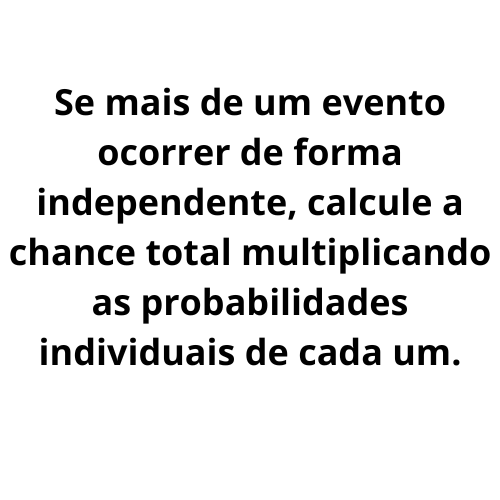 Se mais de um evento
ocorrer de forma
independente, calcule a
chance total multiplicando
as probabilidades
individuais de cada um.